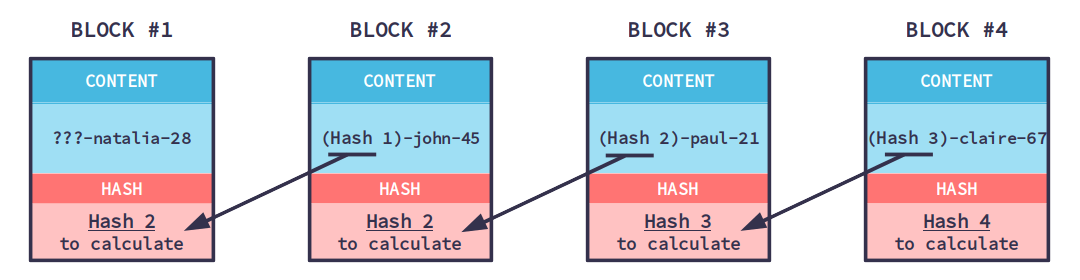 BLOCK #1
CONTENT
???-natalia-28
HASH
Hash 2
to calculate
BLOCK #2
CONTENT
(Hash 1)-john-45
HASH
Hash 2
to calculate
BLOCK #3
CONTENT
(Hash 2)-paul-21
HASH
Hash 3
to calculate
BLOCK #4
CONTENT
(Hash 3)-claire-67
HASH
Hash 4
to calculate